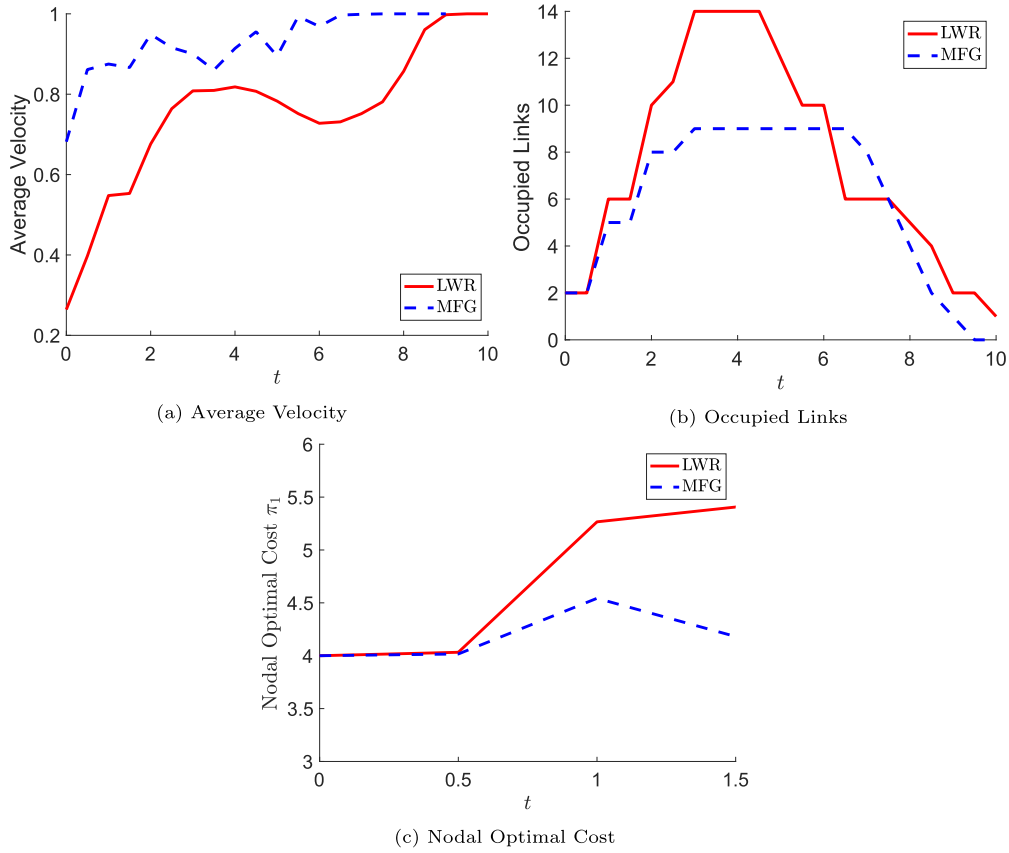 Average Velocity
1
0.8
0.6
0.4
0.2
0 2 4 6 8 10
t
LWR
MFG
(a) Average Velocity
Occupied Links
14
12
10
8
6
4
2
0
0 2 4 6 8 10
t
LWR
MFG
(b) Occupied Links
Nodal Optimal Cost π₁
6
5.5
5
4.5
4
3.5
3
0 0.5 1 1.5
t
LWR
MFG
(c) Nodal Optimal Cost